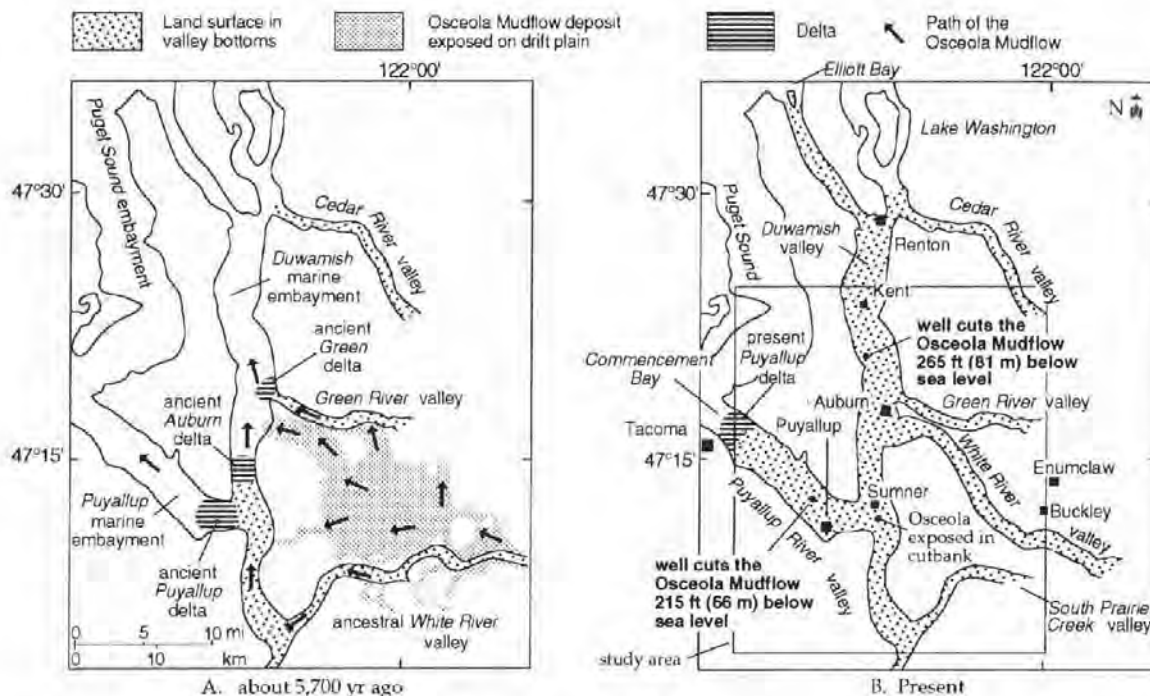 Land surface in
valley bottoms
Osceola Mudflow deposit
exposed on drift plain
Delta
Path of the
Osceola Mudflow
122°00'
47°30'
47°15'
Puget Sound embayment
Cedar River valley
Duwamish
marine
embayment
ancient
Green
delta
Green River valley
ancient
Auburn
delta
Puyallup
marine
embayment
ancient
Puyallup
delta
ancestral White River
valley
0 5 10 mi
0 10
km
A. about 5,700 yr ago
122°00'
Elliott Bay
N
Lake Washington
47°30'
Puget Sound
Cedar River valley
Duwamish
valley
Renton
Kent
well cuts the
Osceola Mudflow
265 ft (81 m) below
sea level
present
Puyallup
delta
Commencement
Bay
Auburn
Green River valley
Tacoma
Puyallup
47°15'
White River valley
Enumclaw
Buckley
Sumner
Osceola
exposed in
cutbank
Puyallup River valley
well cuts the
Osceola Mudflow
215 ft (56 m) below
sea level
South Prairie
Creek valley
study area
B. Present